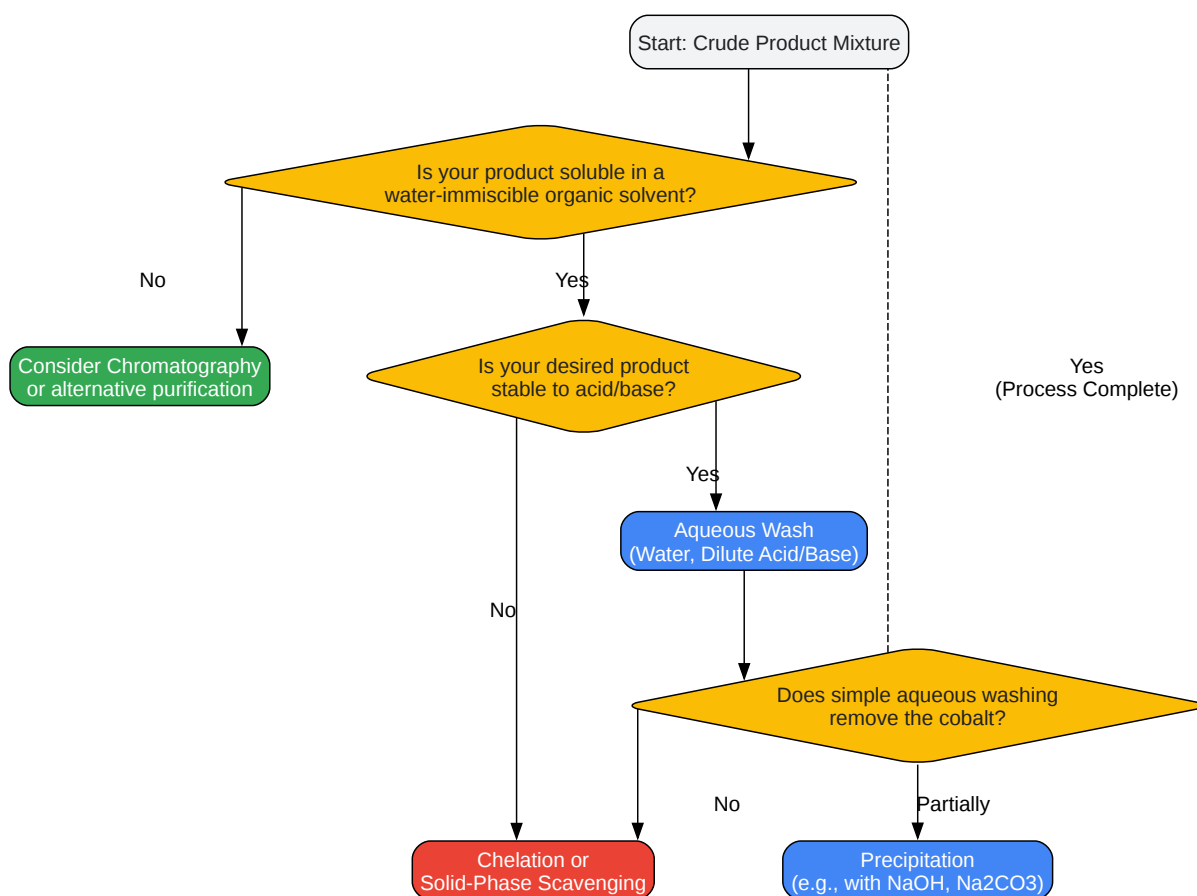 Start: Crude Product Mixture
Is your product soluble in a
water-immiscible organic solvent?
No
Yes
Consider Chromatography
or alternative purification
Is your desired product
stable to acid/base?
Yes
(Process Complete)
Yes
Aqueous Wash
(Water, Dilute Acid/Base)
No
Does simple aqueous washing
remove the cobalt?
No
Partially
Chelation or
Solid-Phase Scavenging
Precipitation
(e.g., with NaOH, Na2CO3)